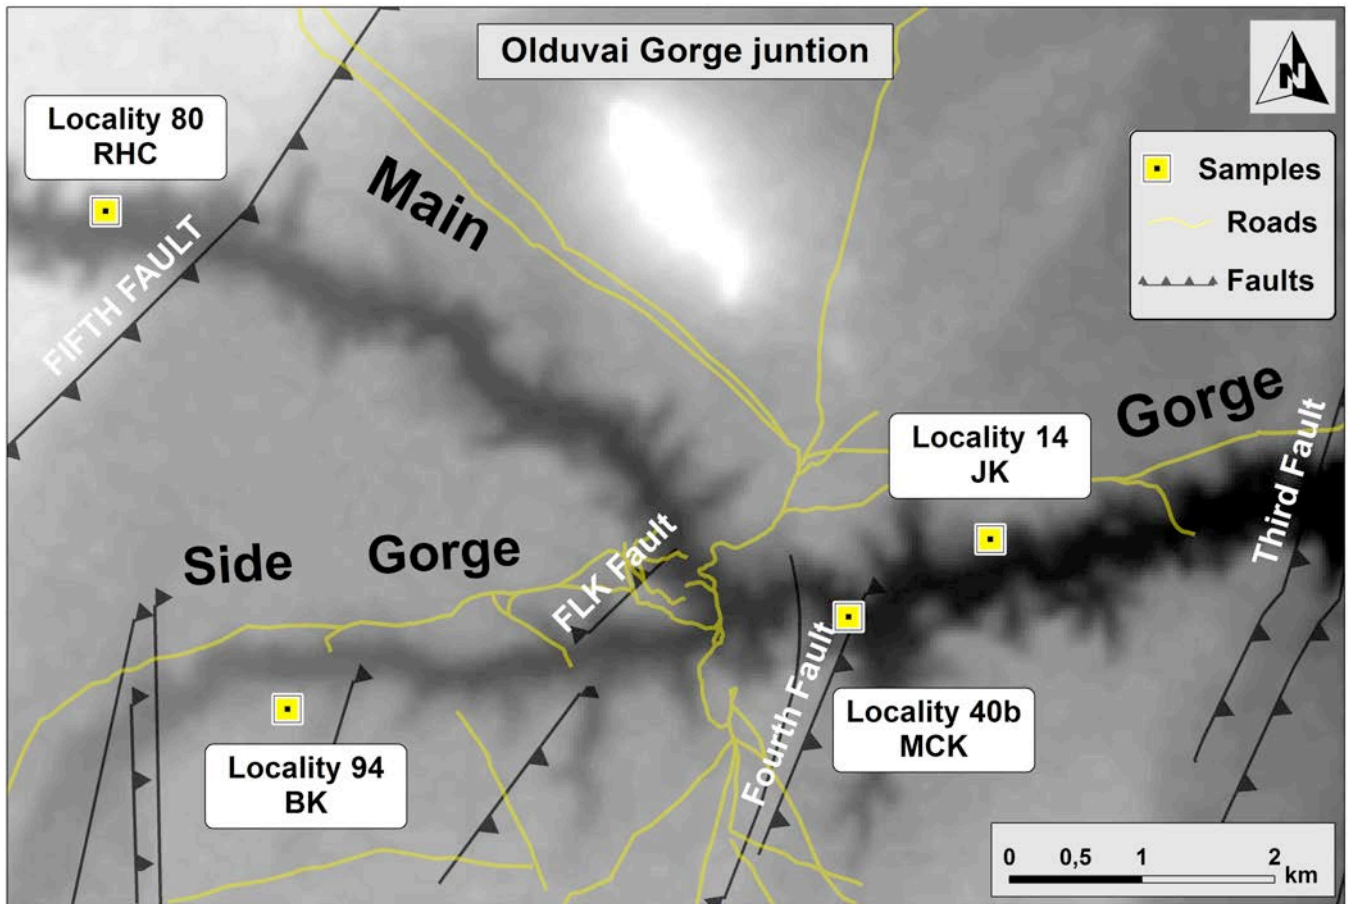 Olduvai Gorge juntion
N
Locality 80
RHC
Main
Samples
Roads
Faults
FIFTH FAULT
Gorge
Third Fault
Locality 14
JK
Side Gorge
FLK Fault
Fourth Fault
Locality 40b
MCK
Locality 94
BK
0 0,5 1 2
km